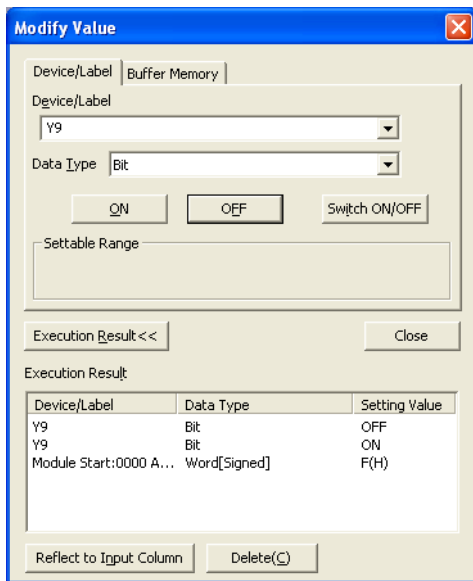 Modify Value
Device/Label Buffer Memory
Device/Label
Y9
Data Type Bit
ON OFF Switch ON/OFF
Settable Range
Execution Result<< Close
Execution Result
Device/Label Data Type Setting Value
Y9 Bit OFF
Y9 Bit ON
Module Start:0000 A... Word[Signed] F(H)
Reflect to Input Column Delete(C)